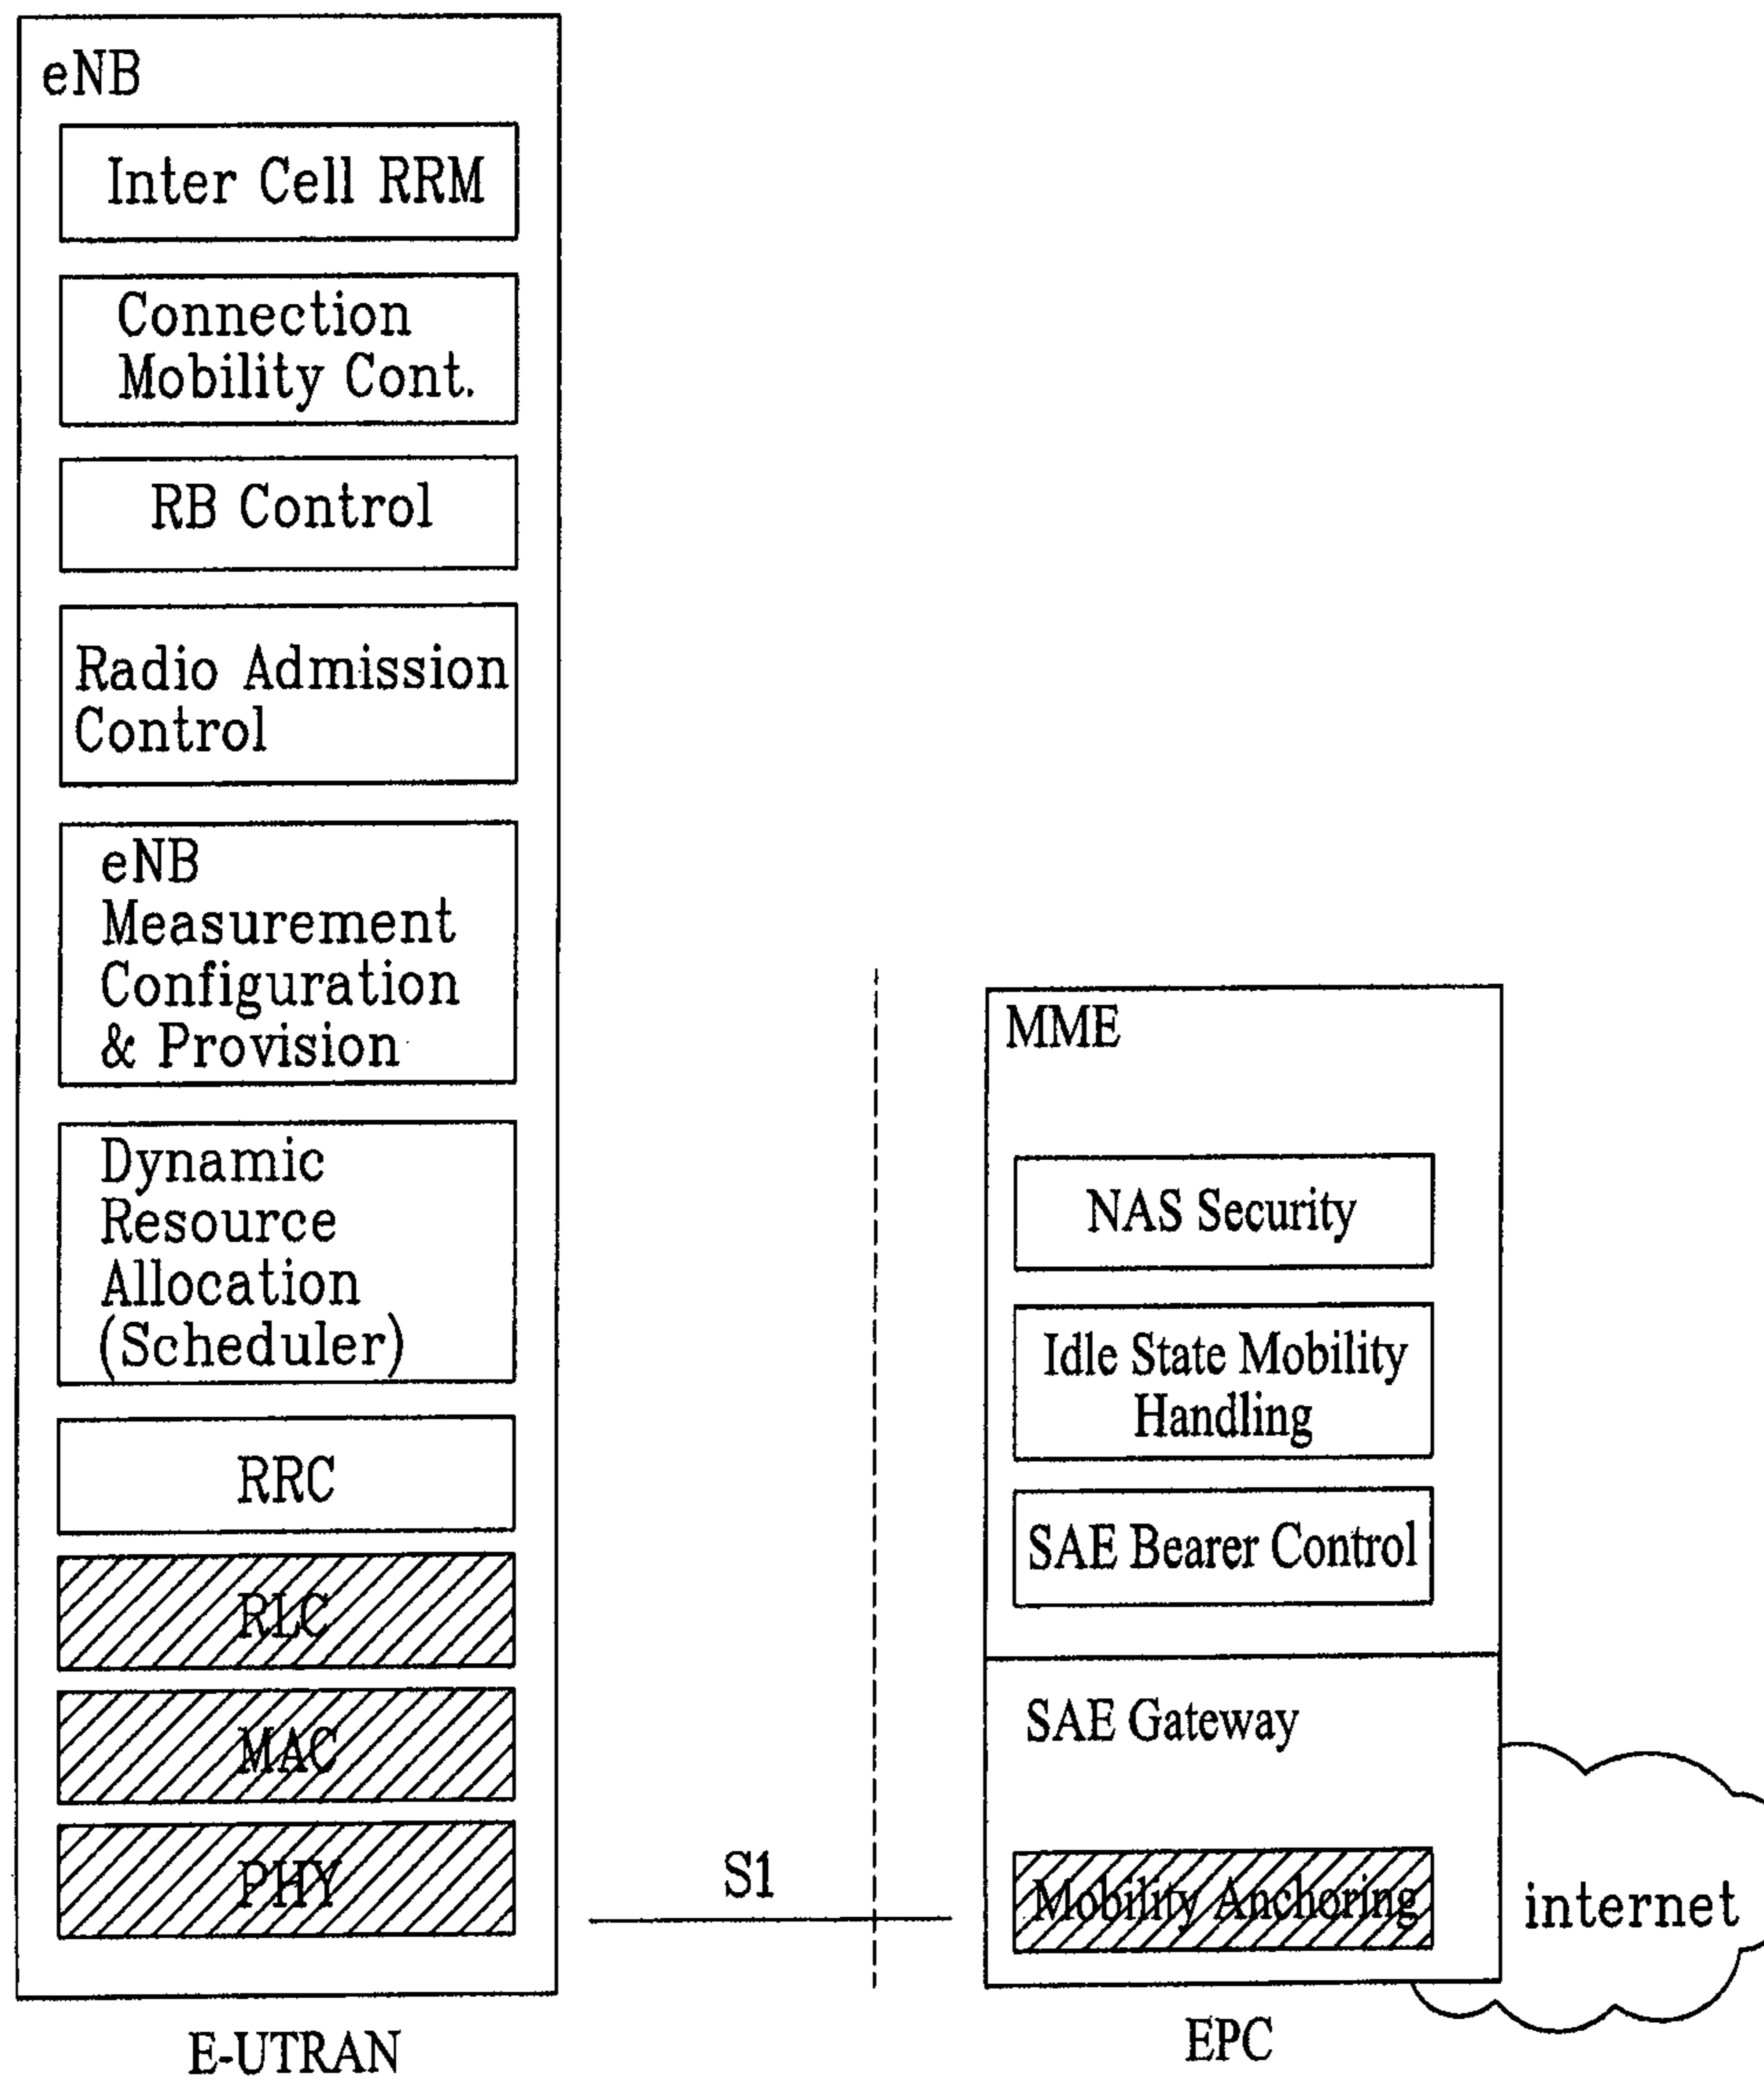 eNB
Inter Cell RRM
Connection
Mobility Cont.
RB Control
Radio Admission
Control
eNB
Measurement
Configuration
& Provision
Dynamic
Resource
Allocation
(Scheduler)
RRC
RLC
MAC
PHY
E-UTRAN
S1
MME
NAS Security
Idle State Mobility
Handling
SAE Bearer Control
SAE Gateway
Mobility Anchoring
EPC
internet